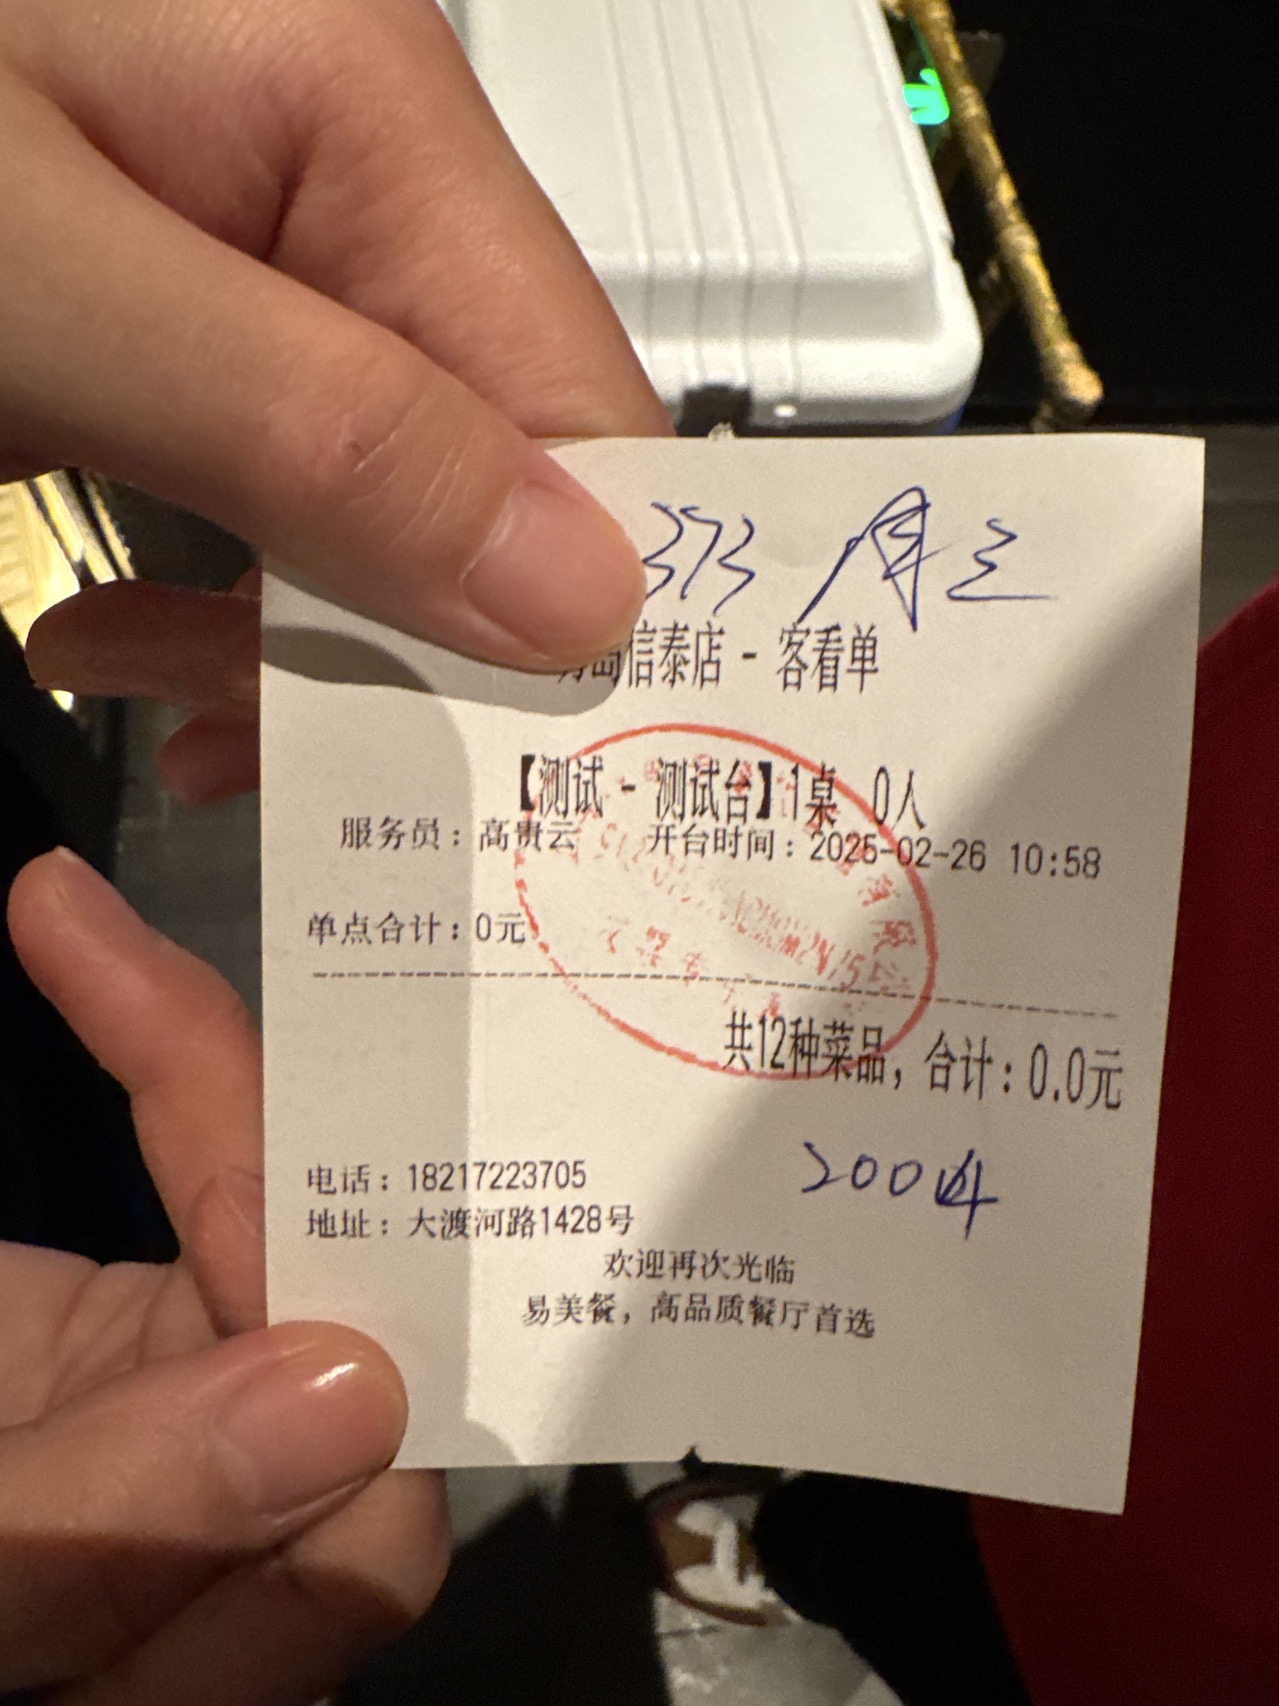 373 周三
岛信泰店 - 客看单
【测试 - 测试台】1桌 0人
服务员：高贵云 开台时间：2025-02-26 10:58
单点合计：0元
共12种菜品，合计：0.0元
200
电话：18217223705
地址：大渡河路1428号
欢迎再次光临
易美餐，高品质餐厅首选